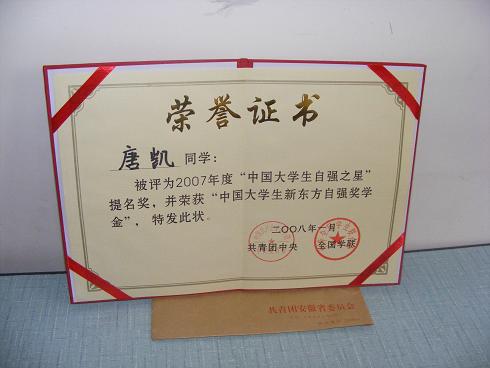 荣誉证书
唐凯 同学：
被评为2007年度“中国大学生自强之星”
提名奖，并荣获“中国大学生新东方自强奖学
金”，特发此状。
二〇〇八年一月
共青团中央 全国学联
共青团安徽省委员会